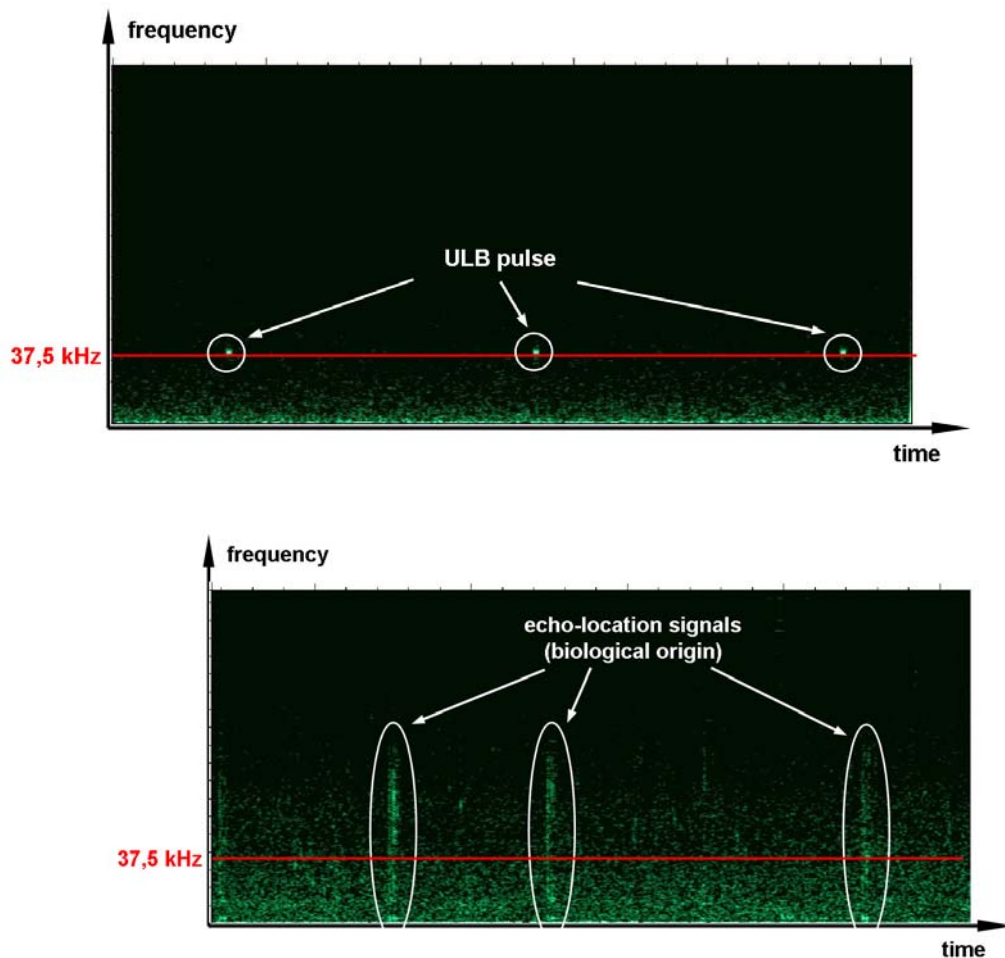 frequency
ULB pulse
37,5 kHz
time
frequency
echo-location signals
(biological origin)
37,5 kHz
time